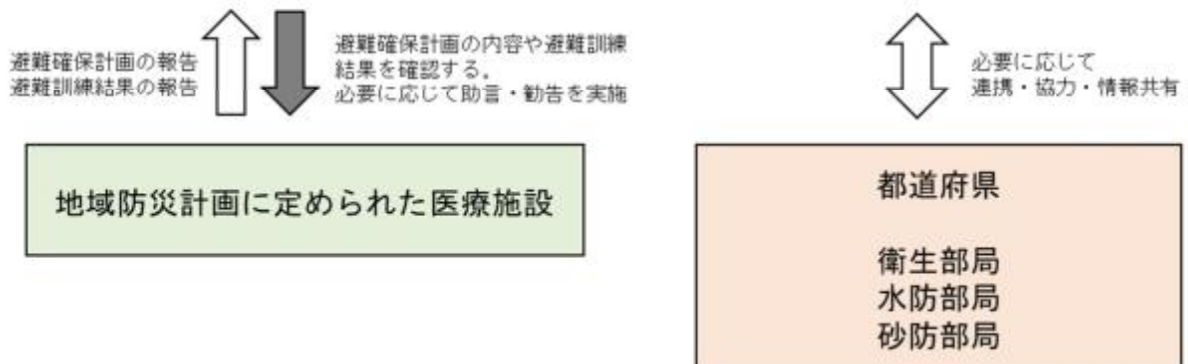 避難確保計画の報告
避難訓練結果の報告
避難確保計画の内容や避難訓練
結果を確認する。
必要に応じて助言・勧告を実施
必要に応じて
連携・協力・情報共有
地域防災計画に定められた医療施設
都道府県
衛生部局
水防部局
砂防部局